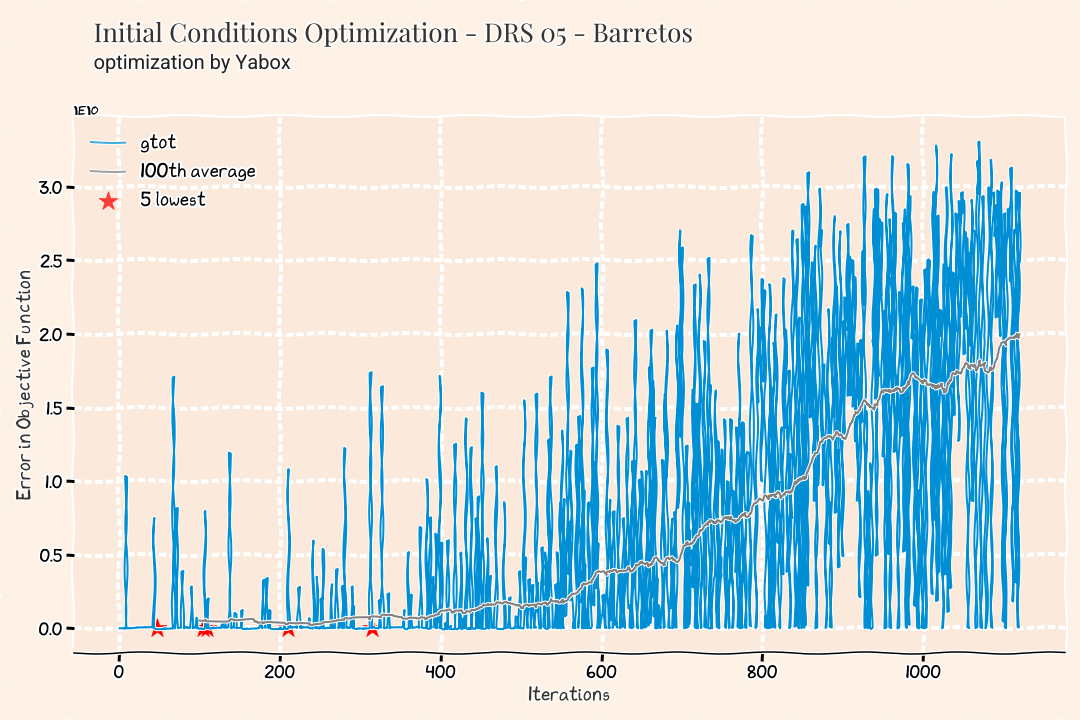 Initial Conditions Optimization - DRS 05 - Barretos
optimization by Yabox
1E10
gtot
100th average
5 lowest
3.0
2.5
2.0
1.5
1.0
0.5
0.0
Error in Objective Function
0 200 400 600 800 1000
Iterations